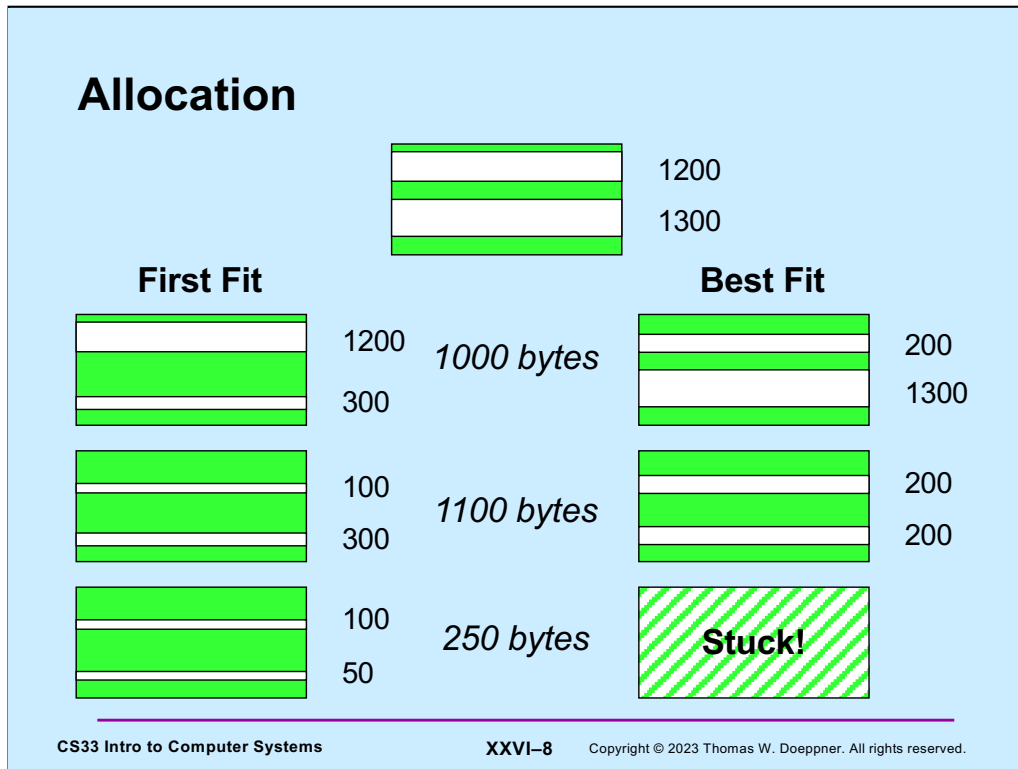 Allocation
1200
1300
First Fit
Best Fit
1200
300
1000 bytes
200
1300
100
300
1100 bytes
200
200
100
50
250 bytes
Stuck!
CS33 Intro to Computer Systems
XXVI–8
Copyright © 2023 Thomas W. Doeppner. All rights reserved.